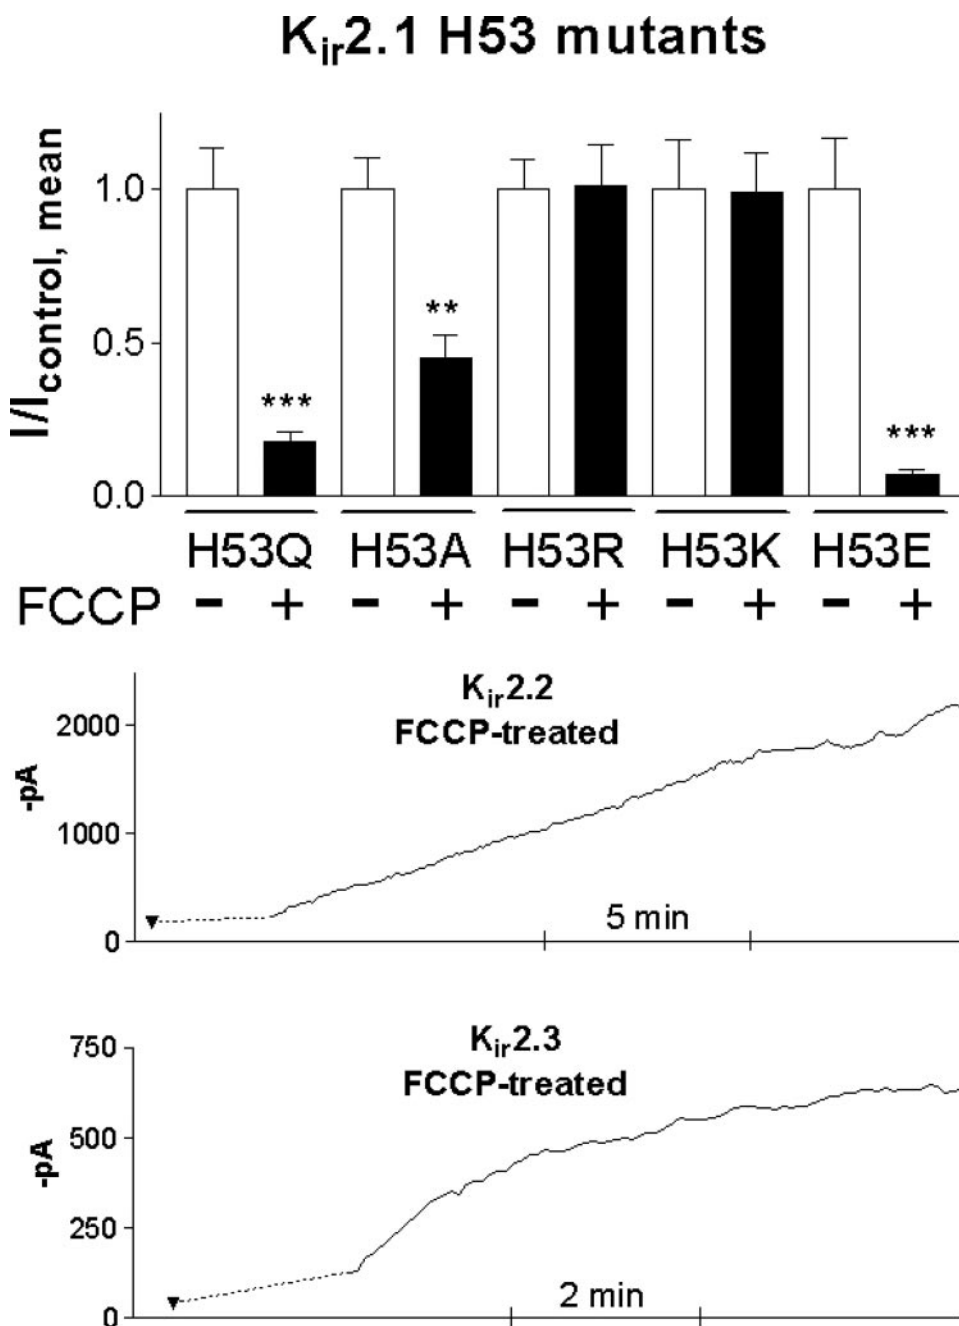 Kir2.1 H53 mutants
I/Icontrol, mean
1.0
0.5
0.0
***
**
***
H53Q H53A H53R H53K H53E
FCCP - + - + - + - + - +
Kir2.2
FCCP-treated
-pA
2000
1000
0
5 min
Kir2.3
FCCP-treated
-pA
750
500
250
0
2 min